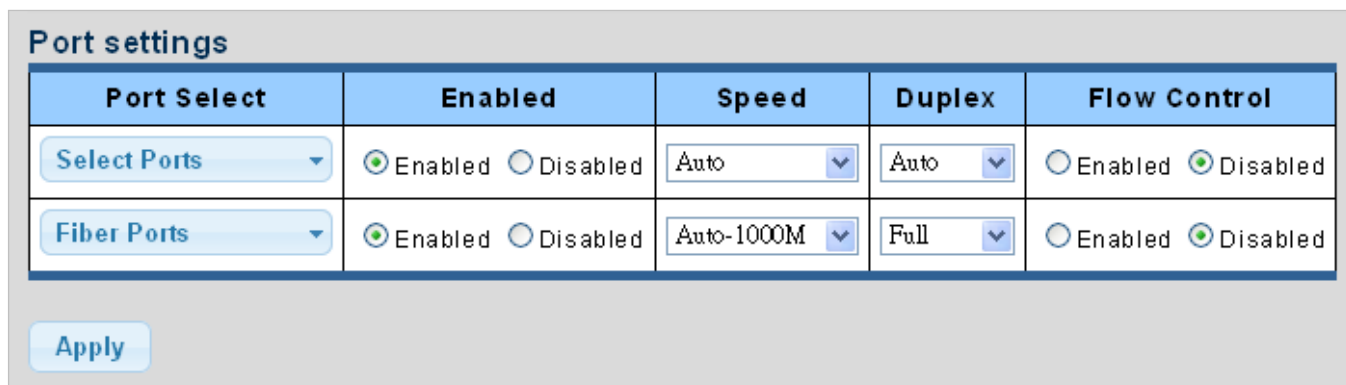 Port settings
Port Select Enabled Speed Duplex Flow Control
Select Ports Enabled Disabled Auto Auto Enabled Disabled
Fiber Ports Enabled Disabled Auto-1000M Full Enabled Disabled
Apply